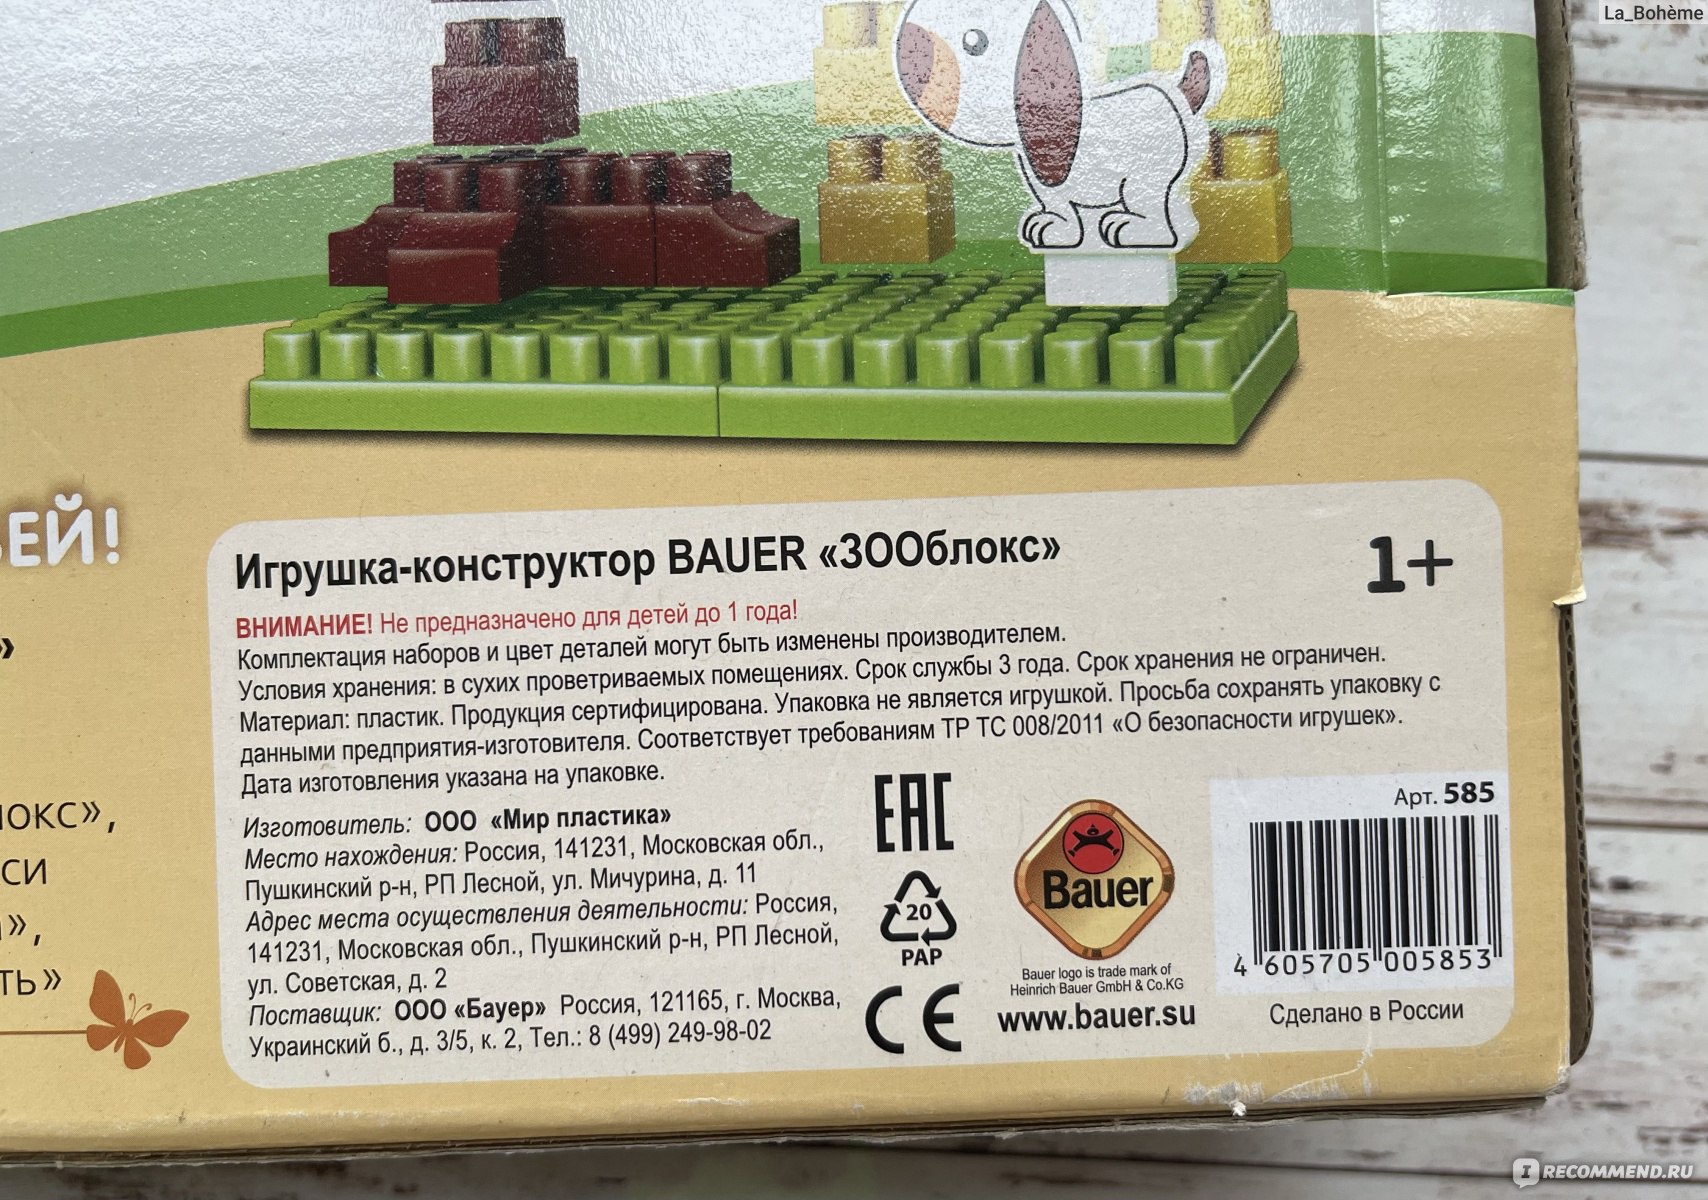 La_Bohème
ЕЙ!
»
локс»,
си
»,
ть»
Игрушка-конструктор BAUER «ЗООблокс»
1+
ВНИМАНИЕ! Не предназначено для детей до 1 года!
Комплектация наборов и цвет деталей могут быть изменены производителем.
Условия хранения: в сухих проветриваемых помещениях. Срок службы 3 года. Срок хранения не ограничен.
Материал: пластик. Продукция сертифицирована. Упаковка не является игрушкой. Просьба сохранять упаковку с
данными предприятия-изготовителя. Соответствует требованиям ТР ТС 008/2011 «О безопасности игрушек».
Дата изготовления указана на упаковке.
Изготовитель: ООО «Мир пластика»
Место нахождения: Россия, 141231, Московская обл.,
Пушкинский р-н, РП Лесной, ул. Мичурина, д. 11
Адрес места осуществления деятельности: Россия,
141231, Московская обл., Пушкинский р-н, РП Лесной,
ул. Советская, д. 2
Поставщик: ООО «Бауер» Россия, 121165, г. Москва,
Украинский б., д. 3/5, к. 2, Тел.: 8 (499) 249-98-02
EAC
20
PAP
CE
Bauer
Bauer logo is trade mark of
Heinrich Bauer GmbH & Co.KG
www.bauer.su
Арт. 585
4 605705 005853
Сделано в России
I RECOMMEND.RU